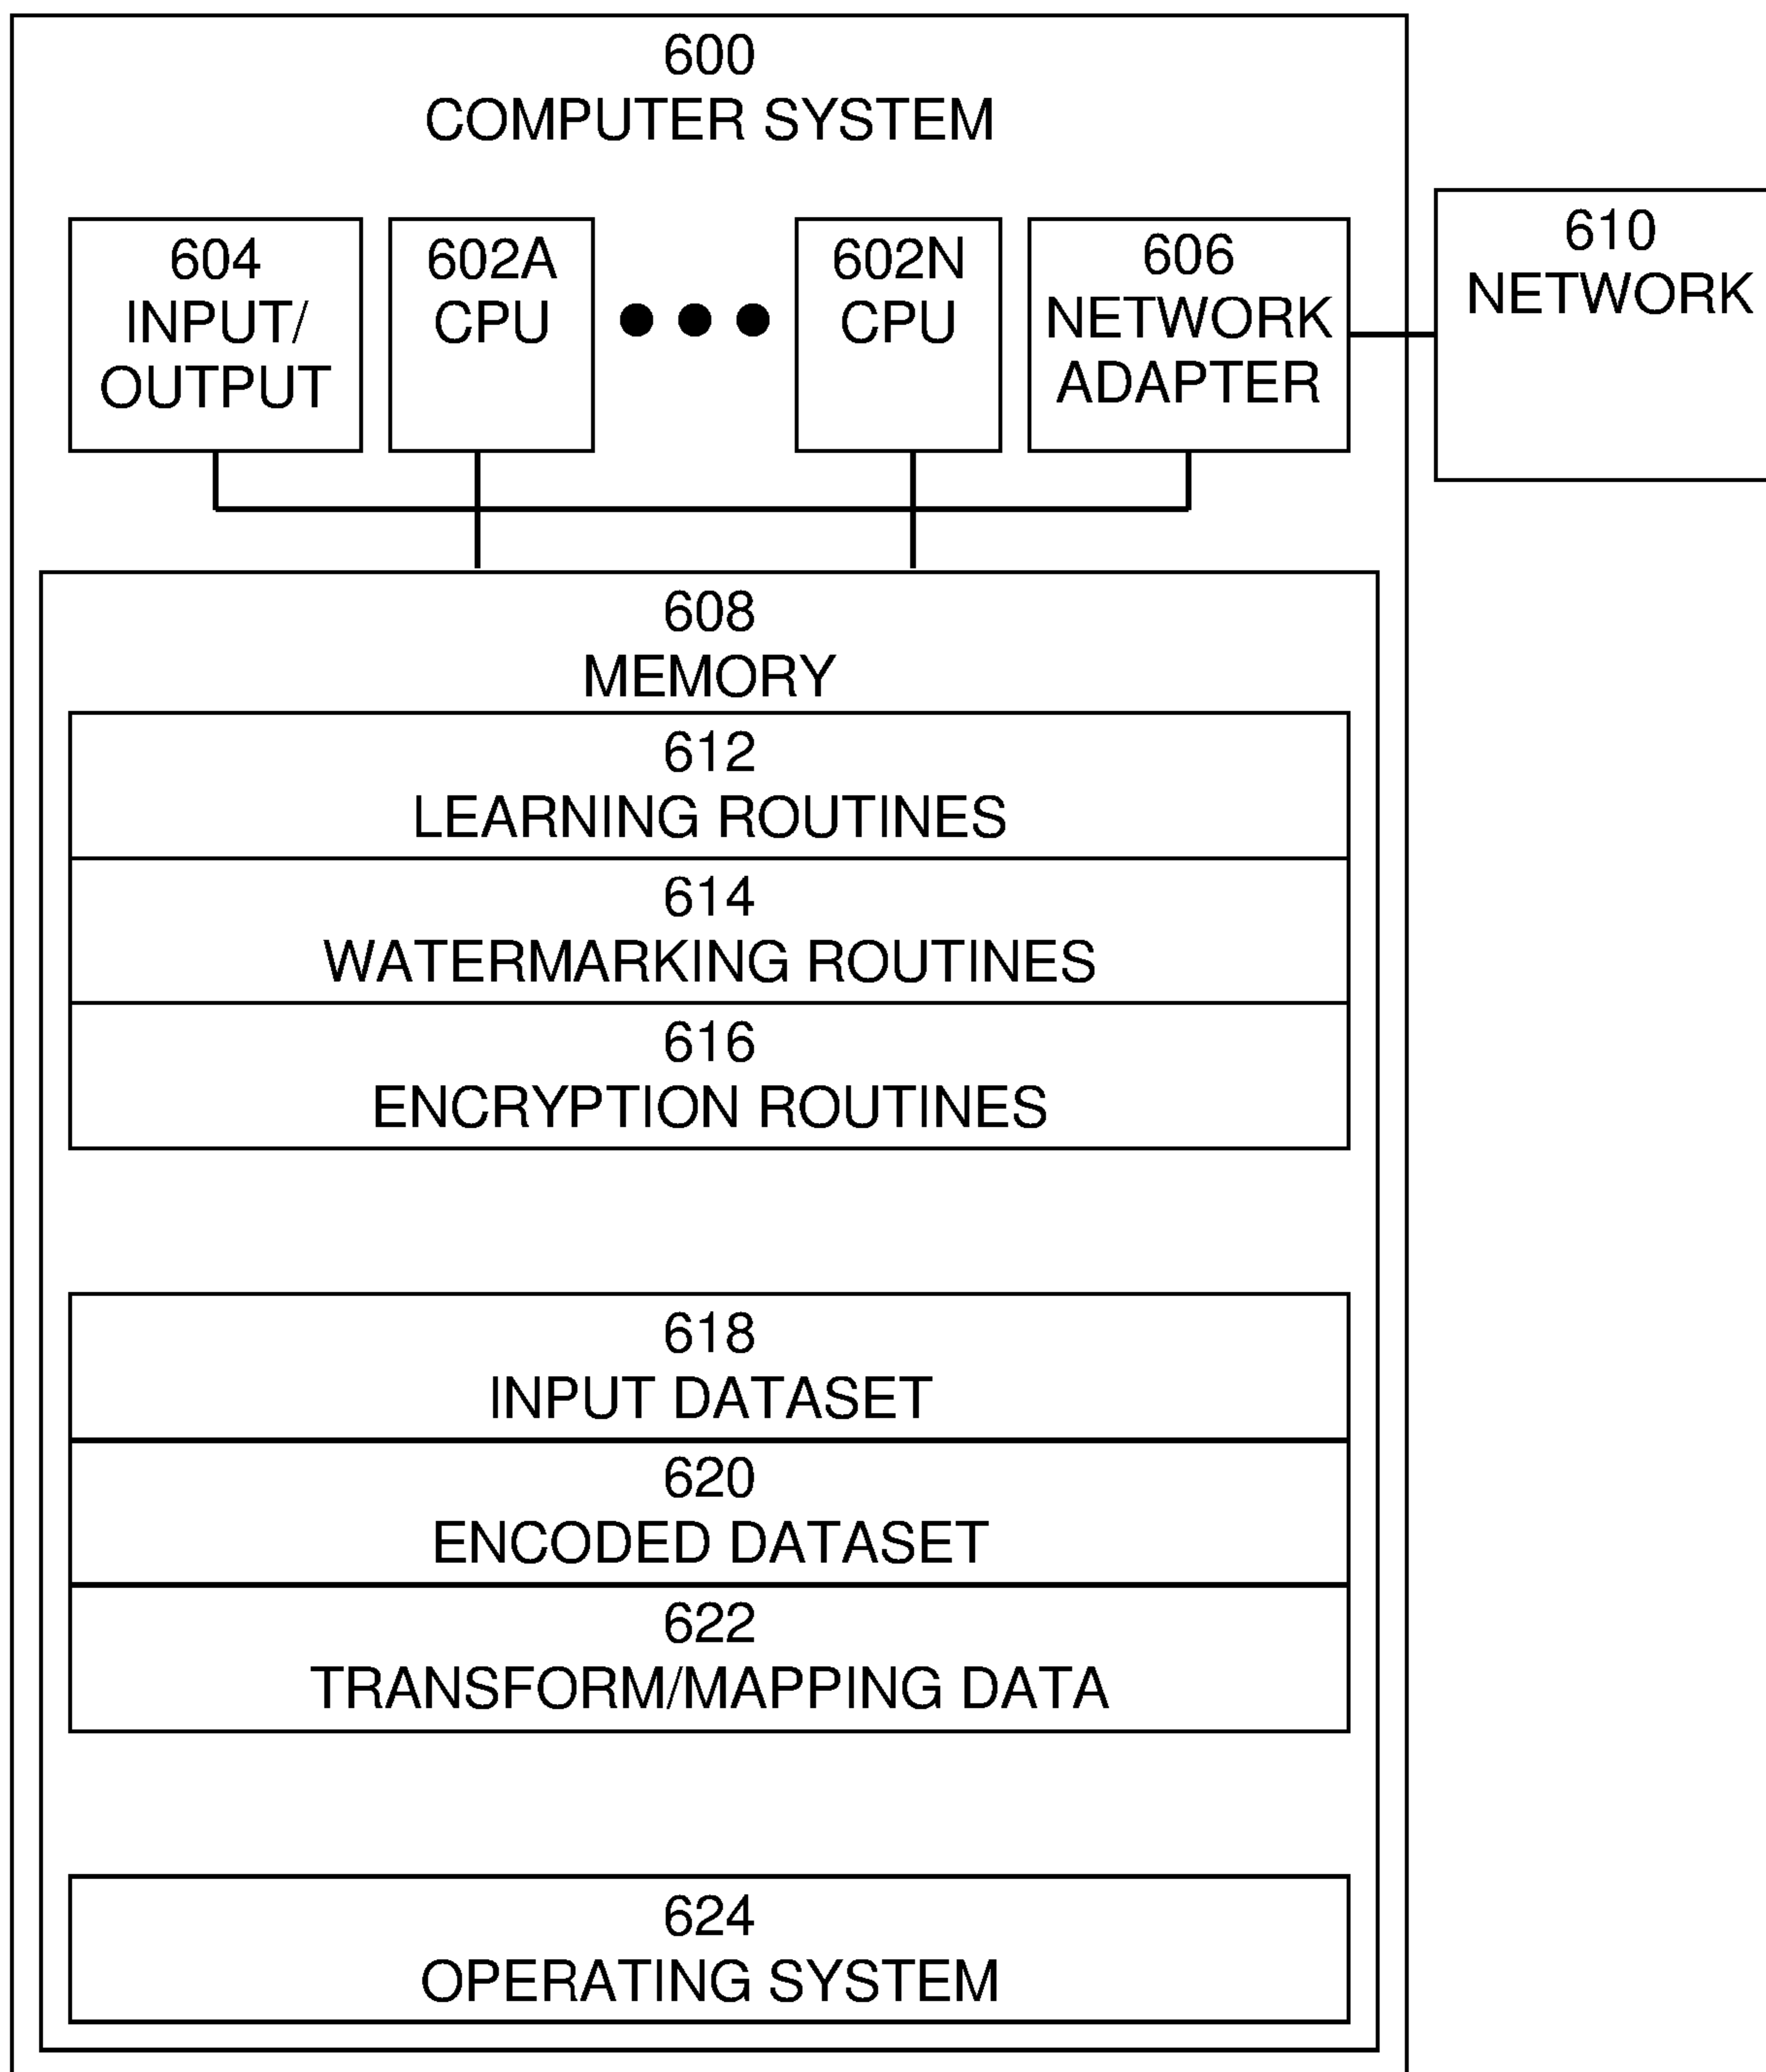 600
COMPUTER SYSTEM
604
INPUT/
OUTPUT
602A
CPU
602N
CPU
606
NETWORK
ADAPTER
610
NETWORK
608
MEMORY
612
LEARNING ROUTINES
614
WATERMARKING ROUTINES
616
ENCRYPTION ROUTINES
618
INPUT DATASET
620
ENCODED DATASET
622
TRANSFORM/MAPPING DATA
624
OPERATING SYSTEM